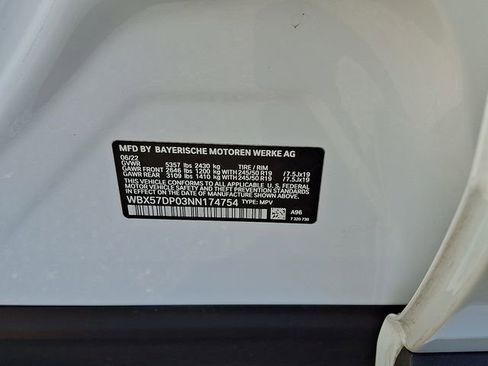 MFD BY BAYERISCHE MOTOREN WERKE AG
06/22
GVWR 5357 lbs 2430 kg TIRE / RIM
GAWR FRONT 2646 lbs 1200 kg WITH 245/50 R19 /7.5Jx19
GAWR REAR 3109 lbs 1410 kg WITH 245/50 R19 /7.5Jx19
THIS VEHICLE CONFORMS TO ALL APPLICABLE U. S. FEDERAL
MOTOR VEHICLE SAFETY AND THEFT PREVENTION STANDARDS
IN EFFECT ON THE DATE OF MANUFACTURE SHOWN ABOVE.
WBX57DP03NN174754 TYPE: MPV
A96
7 320 730